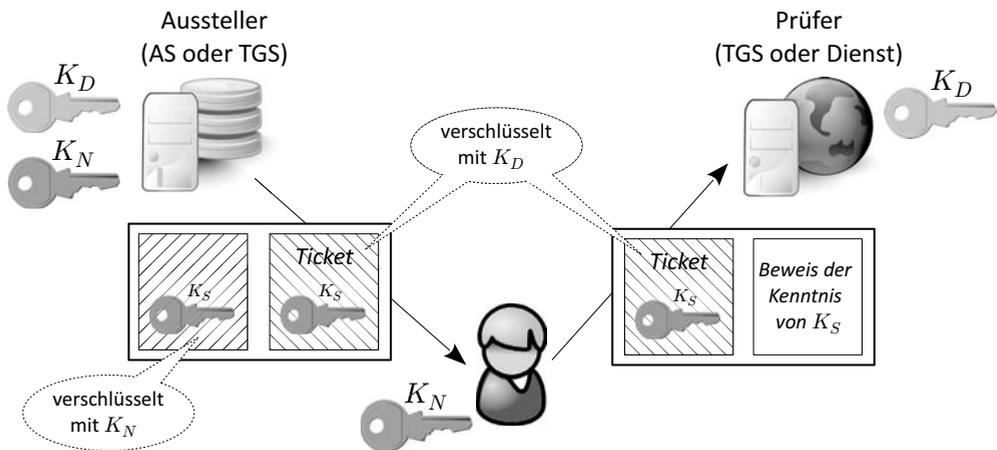 Aussteller
(AS oder TGS)
Prüfer
(TGS oder Dienst)
K_D
K_N
verschlüsselt
mit K_D
K_D
K_S
Ticket
K_S
Ticket
K_S
Beweis der
Kenntnis
von K_S
verschlüsselt
mit K_N
K_N